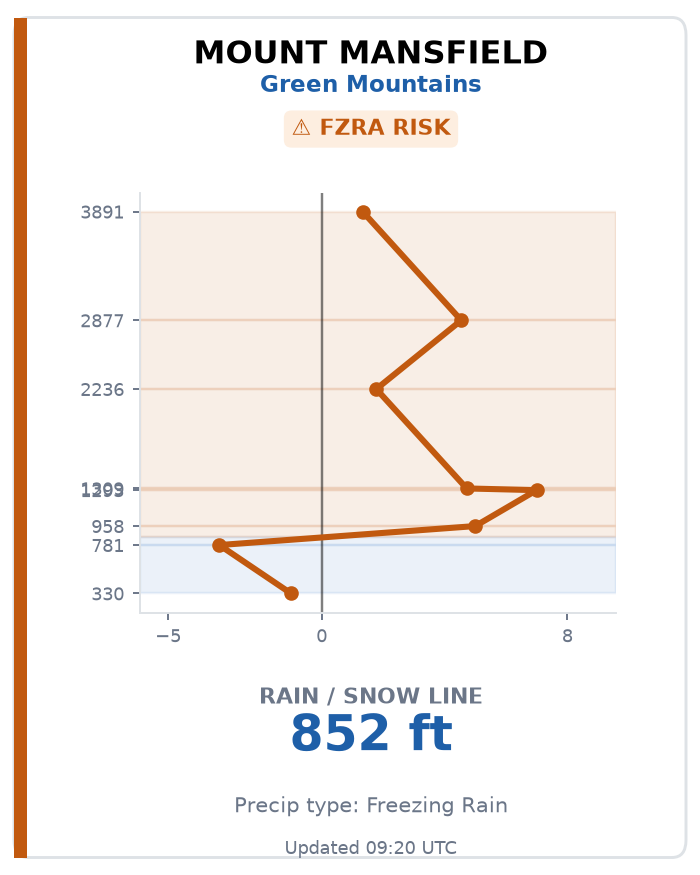 MOUNT MANSFIELD
Green Mountains
⚠ FZRA RISK
3891
2877
2236
958
781
330
−5 0 8
RAIN / SNOW LINE
852 ft
Precip type: Freezing Rain
Updated 09:20 UTC